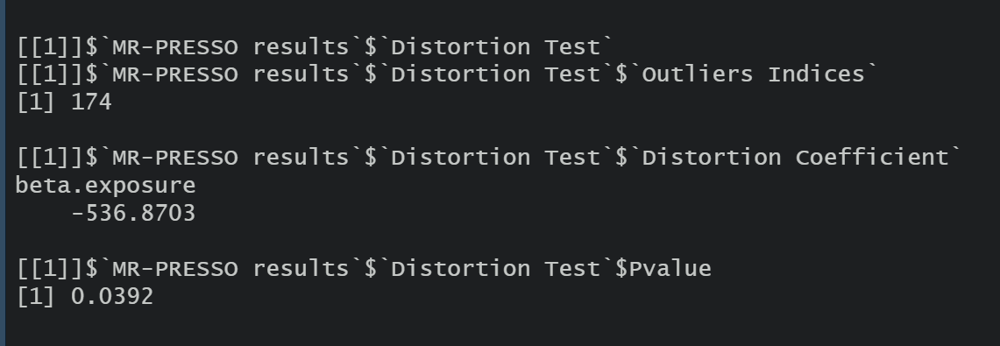 [[1]]$`MR-PRESSO results`$`Distortion Test`
[[1]]$`MR-PRESSO results`$`Distortion Test`$`Outliers Indices`
[1] 174
[[1]]$`MR-PRESSO results`$`Distortion Test`$`Distortion Coefficient`
beta.exposure
-536.8703
[[1]]$`MR-PRESSO results`$`Distortion Test`$Pvalue
[1] 0.0392